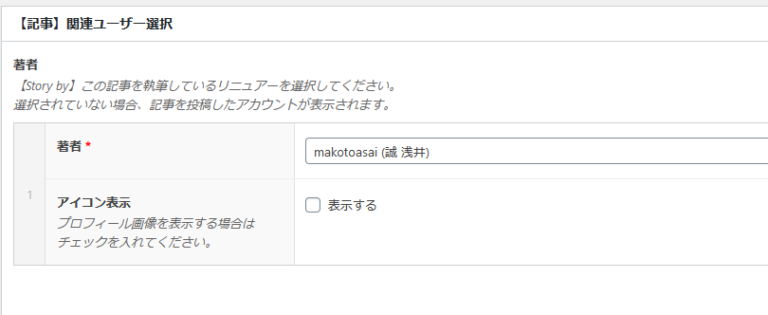 【記事】関連ユーザー選択
著者
【Story by】この記事を執筆しているリニュアーを選択してください。
選択されていない場合、記事を投稿したアカウントが表示されます。
著者 *
makotoasai (誠 浅井)
1
アイコン表示
表示する
プロフィール画像を表示する場合は
チェックを入れてください。